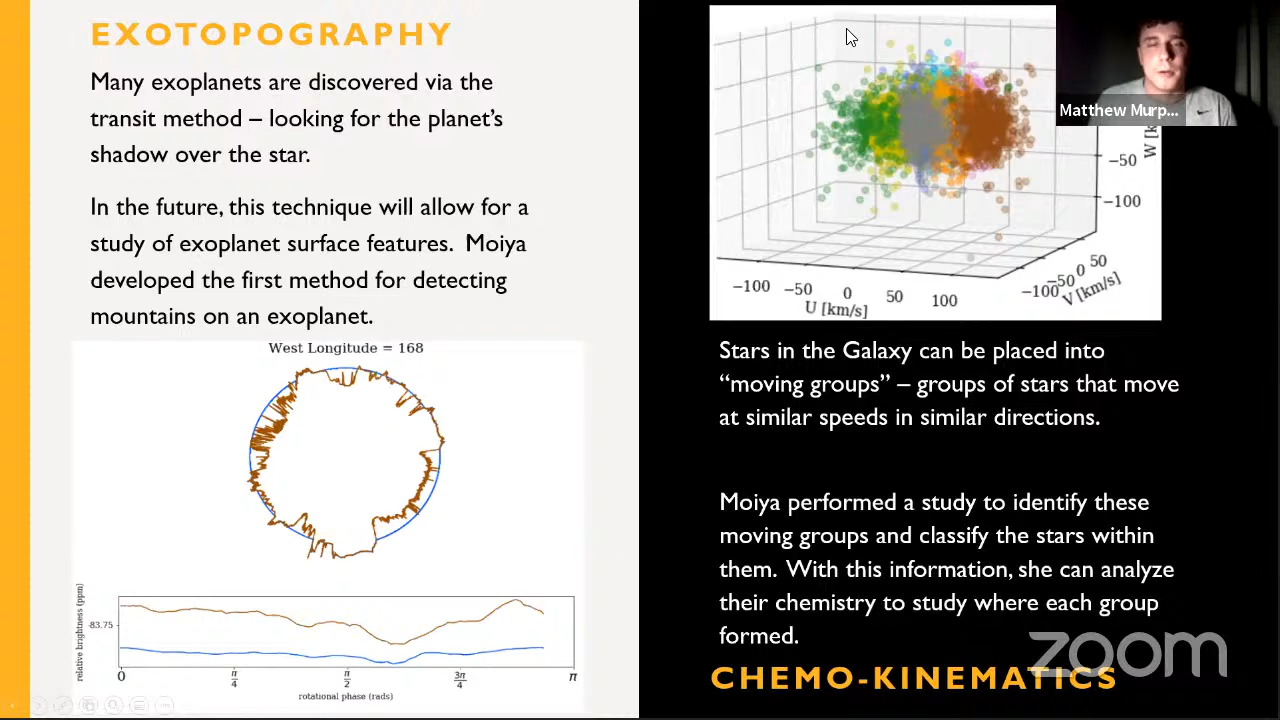 EXOTOPOGRAPHY
Many exoplanets are discovered via the
transit method – looking for the planet's
shadow over the star.
In the future, this technique will allow for a
study of exoplanet surface features. Moiya
developed the first method for detecting
mountains on an exoplanet.
West Longitude = 168
relative brightness (ppm)
83.75
0
π/4
π/2
3π/4
π
rotational phase (rads)
Matthew Murp...
W [k
−50
−100
−100 −50 0 50 100
U [km/s]
−100 −50 0 50
V [km/s]
Stars in the Galaxy can be placed into
“moving groups” – groups of stars that move
at similar speeds in similar directions.
Moiya performed a study to identify these
moving groups and classify the stars within
them. With this information, she can analyze
their chemistry to study where each group
formed.
CHEMO-KINEMATICS
zoom